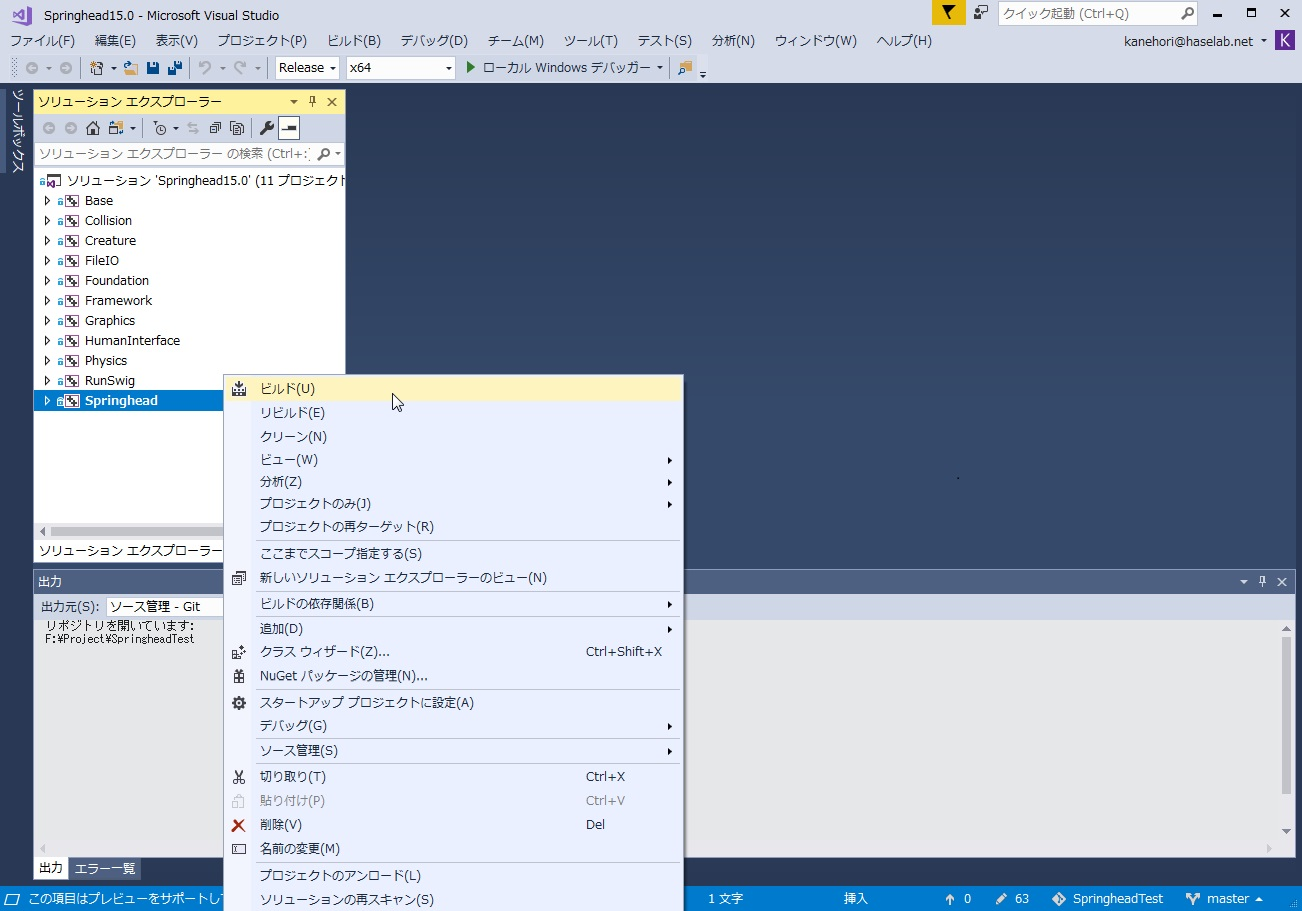 Springhead15.0 - Microsoft Visual Studio
クイック起動 (Ctrl+Q)
ファイル(F) 編集(E) 表示(V) プロジェクト(P) ビルド(B) デバッグ(D) チーム(M) ツール(T) テスト(S) 分析(N) ウィンドウ(W) ヘルプ(H)
kanehori@haselab.net K
Release x64 ローカル Windows デバッガー
ツールボックス
ソリューション エクスプローラー
ソリューション エクスプローラー の検索 (Ctrl+:)
ソリューション 'Springhead15.0' (11 プロジェクト
Base
Collision
Creature
FileIO
Foundation
Framework
Graphics
HumanInterface
Physics
RunSwig
Springhead
ソリューション エクスプローラー
ビルド(U)
リビルド(E)
クリーン(N)
ビュー(W)
分析(Z)
プロジェクトのみ(J)
プロジェクトの再ターゲット(R)
ここまでスコープ指定する(S)
新しいソリューション エクスプローラーのビュー(N)
ビルドの依存関係(B)
追加(D)
クラス ウィザード(Z)... Ctrl+Shift+X
NuGet パッケージの管理(N)...
スタートアップ プロジェクトに設定(A)
デバッグ(G)
ソース管理(S)
切り取り(T) Ctrl+X
貼り付け(P) Ctrl+V
削除(V) Del
名前の変更(M)
プロジェクトのアンロード(L)
ソリューションの再スキャン(S)
出力
出力元(S): ソース管理 - Git
リポジトリを開いています:
F:¥Project¥SpringheadTest
出力 エラー一覧
この項目はプレビューをサポートして
1 文字 挿入 0 63 SpringheadTest master